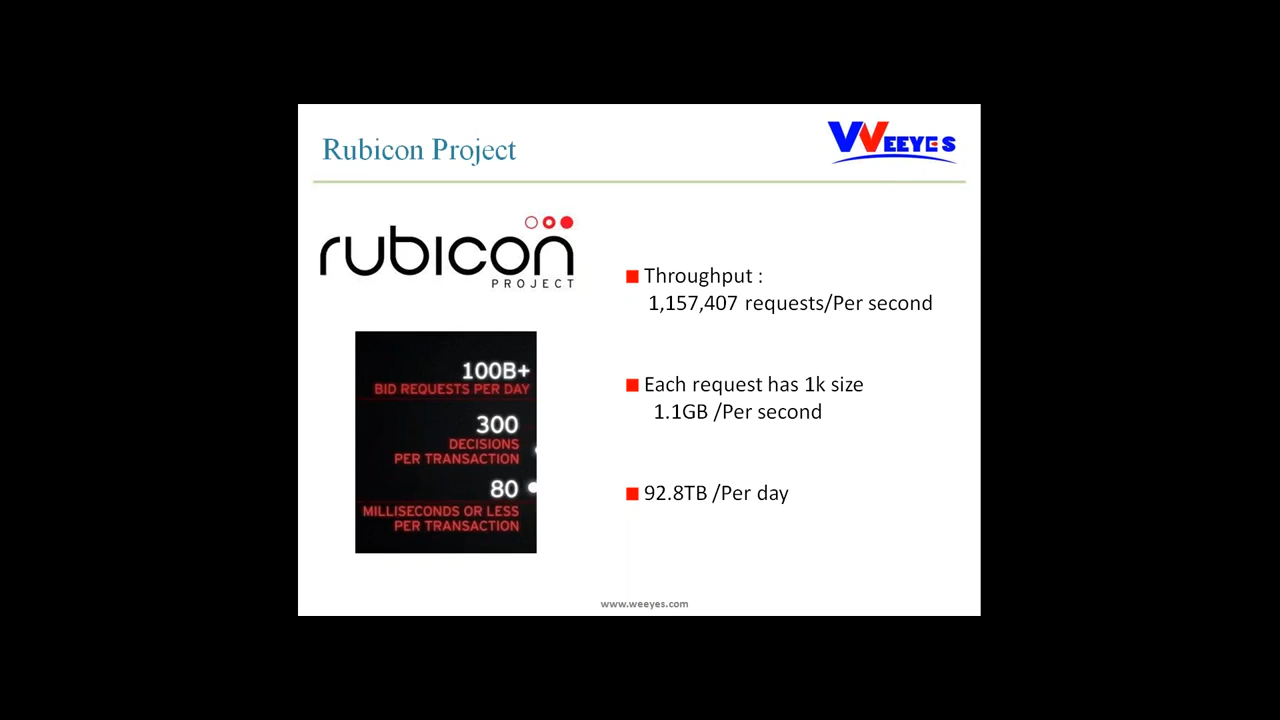 Rubicon Project
WEEYES
rubicon
PROJECT
100B+
BID REQUESTS PER DAY
300
DECISIONS
PER TRANSACTION
80
MILLISECONDS OR LESS
PER TRANSACTION
Throughput :
1,157,407 requests/Per second
Each request has 1k size
1.1GB /Per second
92.8TB /Per day
www.weeyes.com